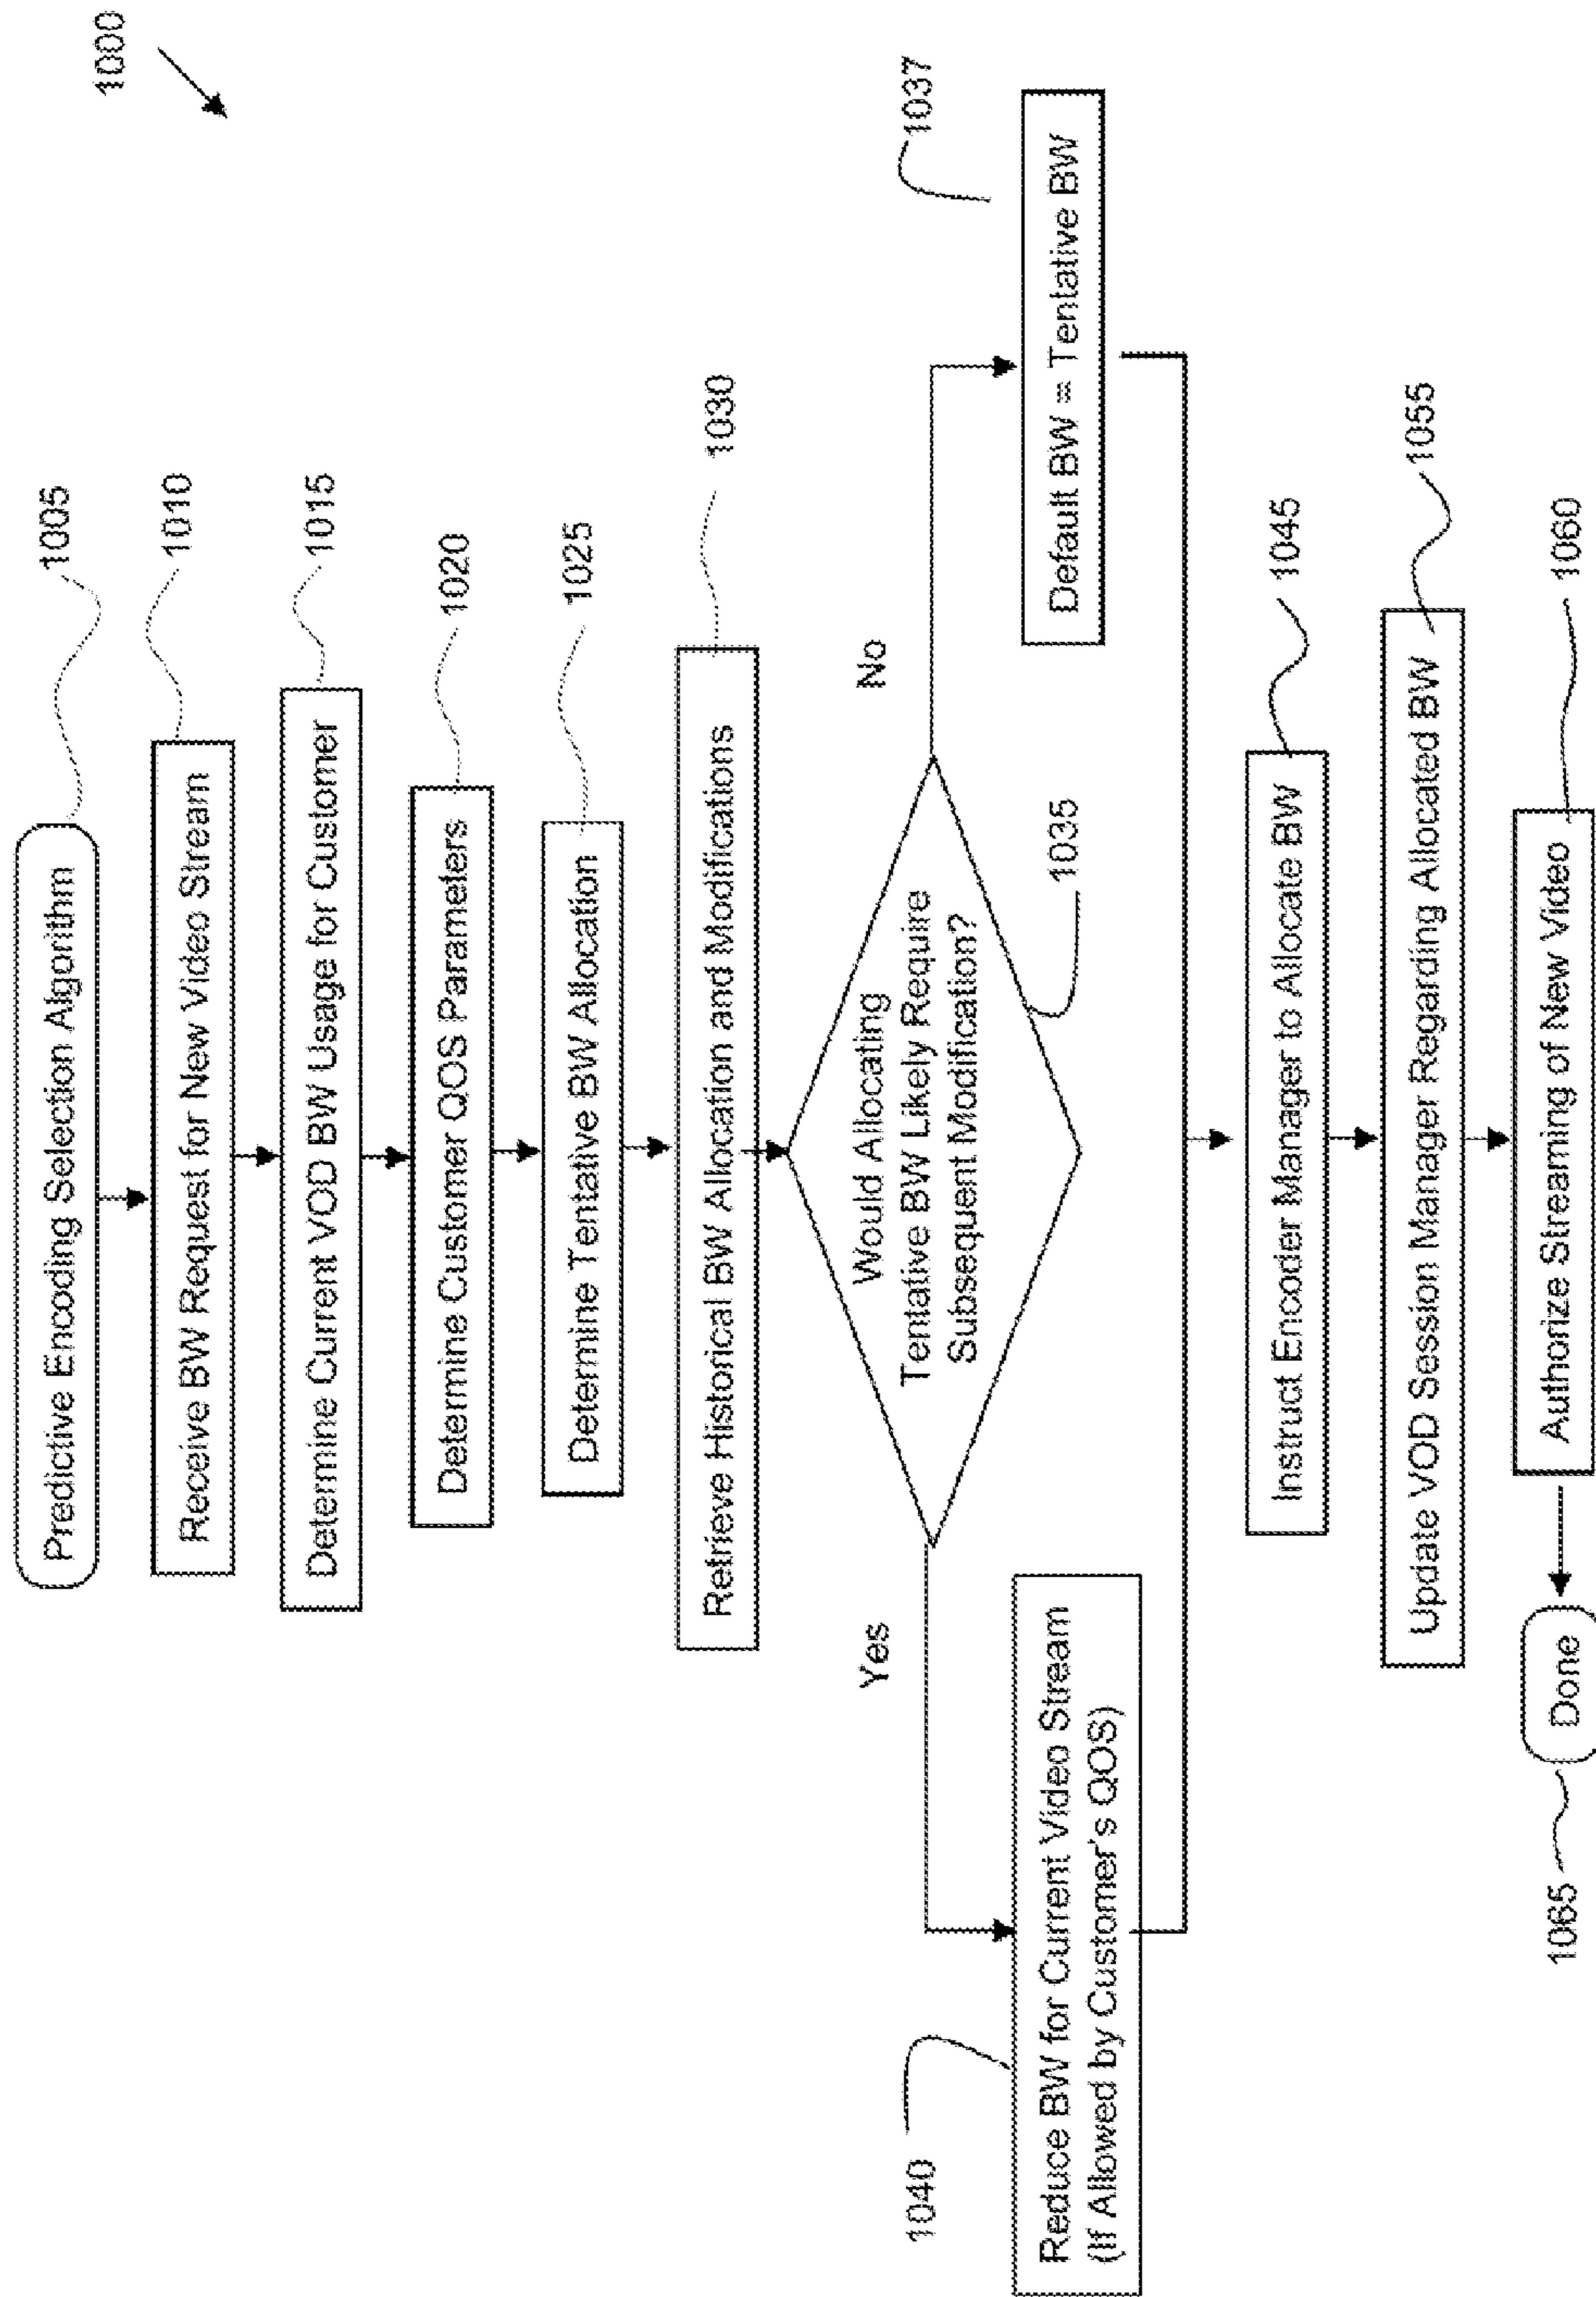 1000
Predictive Encoding Selection Algorithm
1005
Receive BW Request for New Video Stream
1010
Determine Current VOD BW Usage for Customer
1015
Determine Customer QOS Parameters
1020
Determine Tentative BW Allocation
1025
Retrieve Historical BW Allocation and Modifications
1030
Would Allocating
Tentative BW Likely Require
Subsequent Modification?
1035
Yes
No
1040
Reduce BW for Current Video Stream
(If Allowed by Customer's QOS)
Default BW = Tentative BW
1037
Instruct Encoder Manager to Allocate BW
1045
Update VOD Session Manager Regarding Allocated BW
1055
Authorize Streaming of New Video
1060
Done
1065